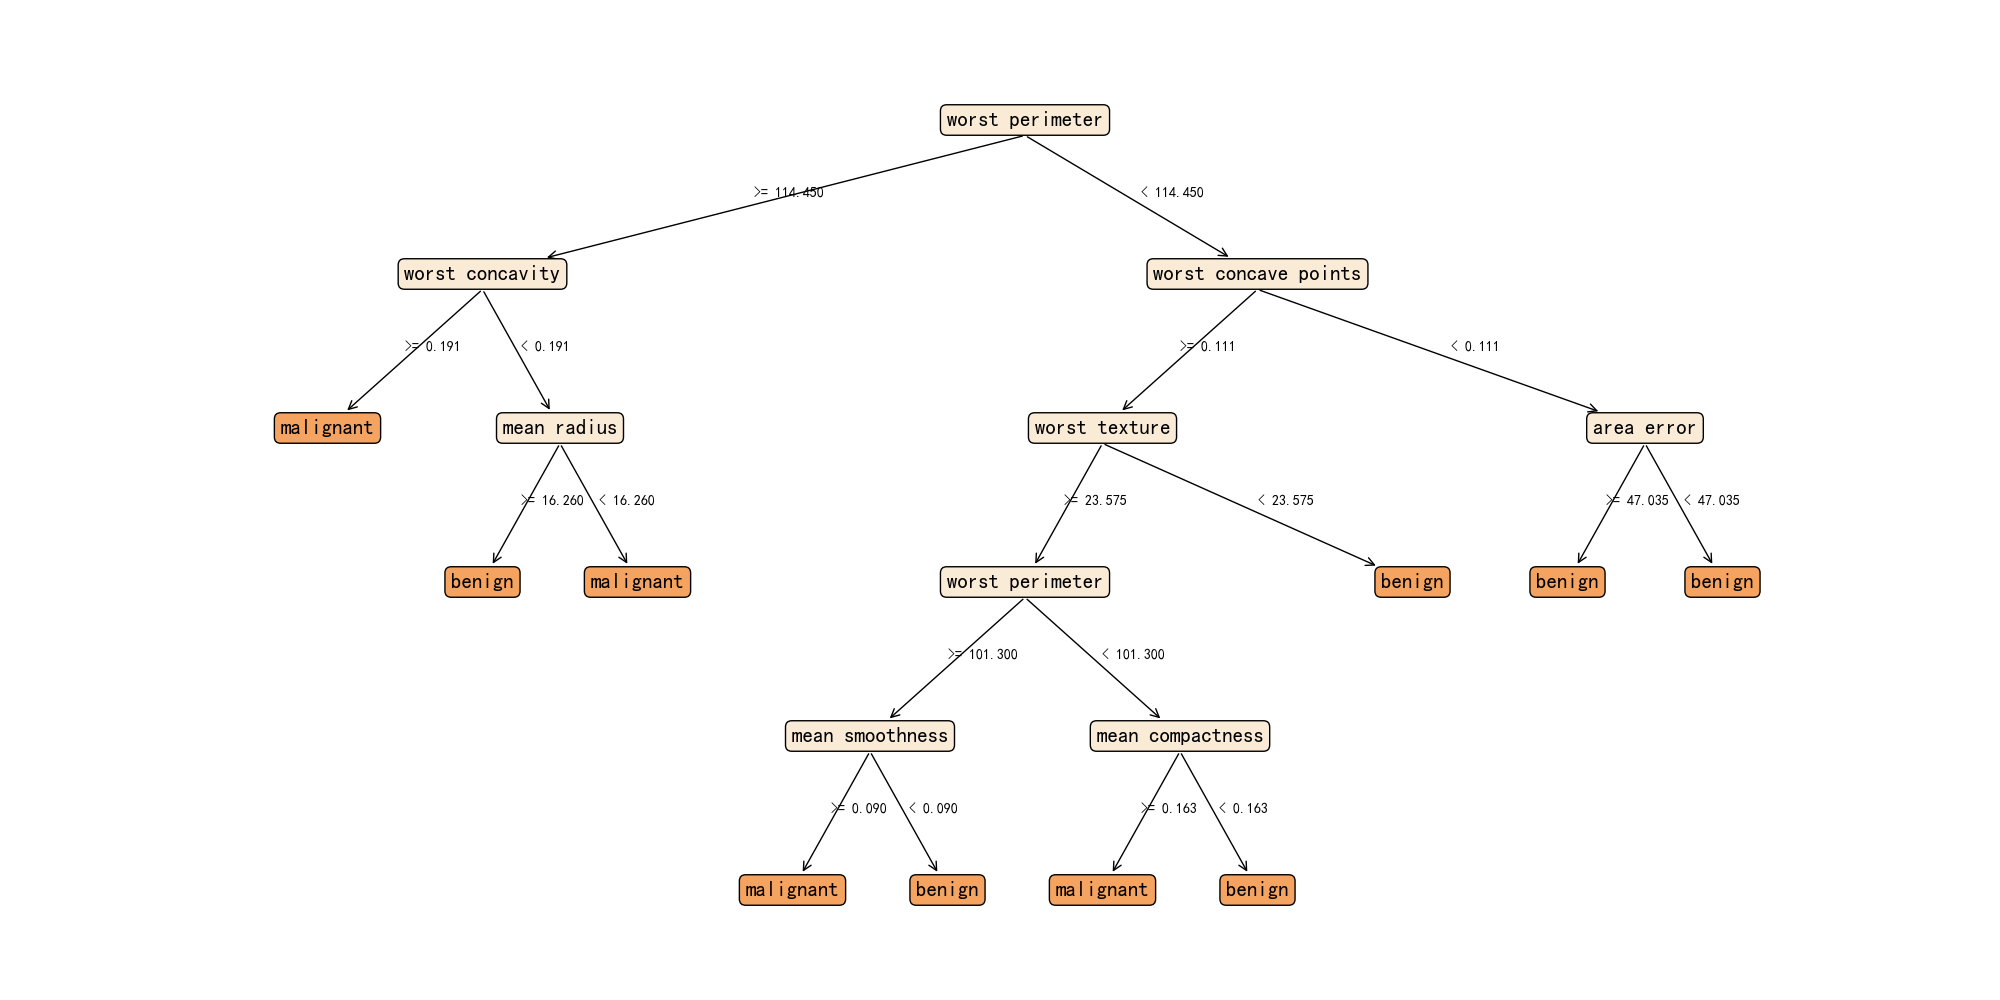 worst perimeter
>= 114.450
< 114.450
worst concavity
worst concave points
>= 0.191
< 0.191
>= 0.111
< 0.111
malignant
mean radius
worst texture
area error
>= 16.260
< 16.260
>= 23.575
< 23.575
>= 47.035
< 47.035
benign
malignant
worst perimeter
benign
benign
benign
>= 101.300
< 101.300
mean smoothness
mean compactness
>= 0.090
< 0.090
>= 0.163
< 0.163
malignant
benign
malignant
benign